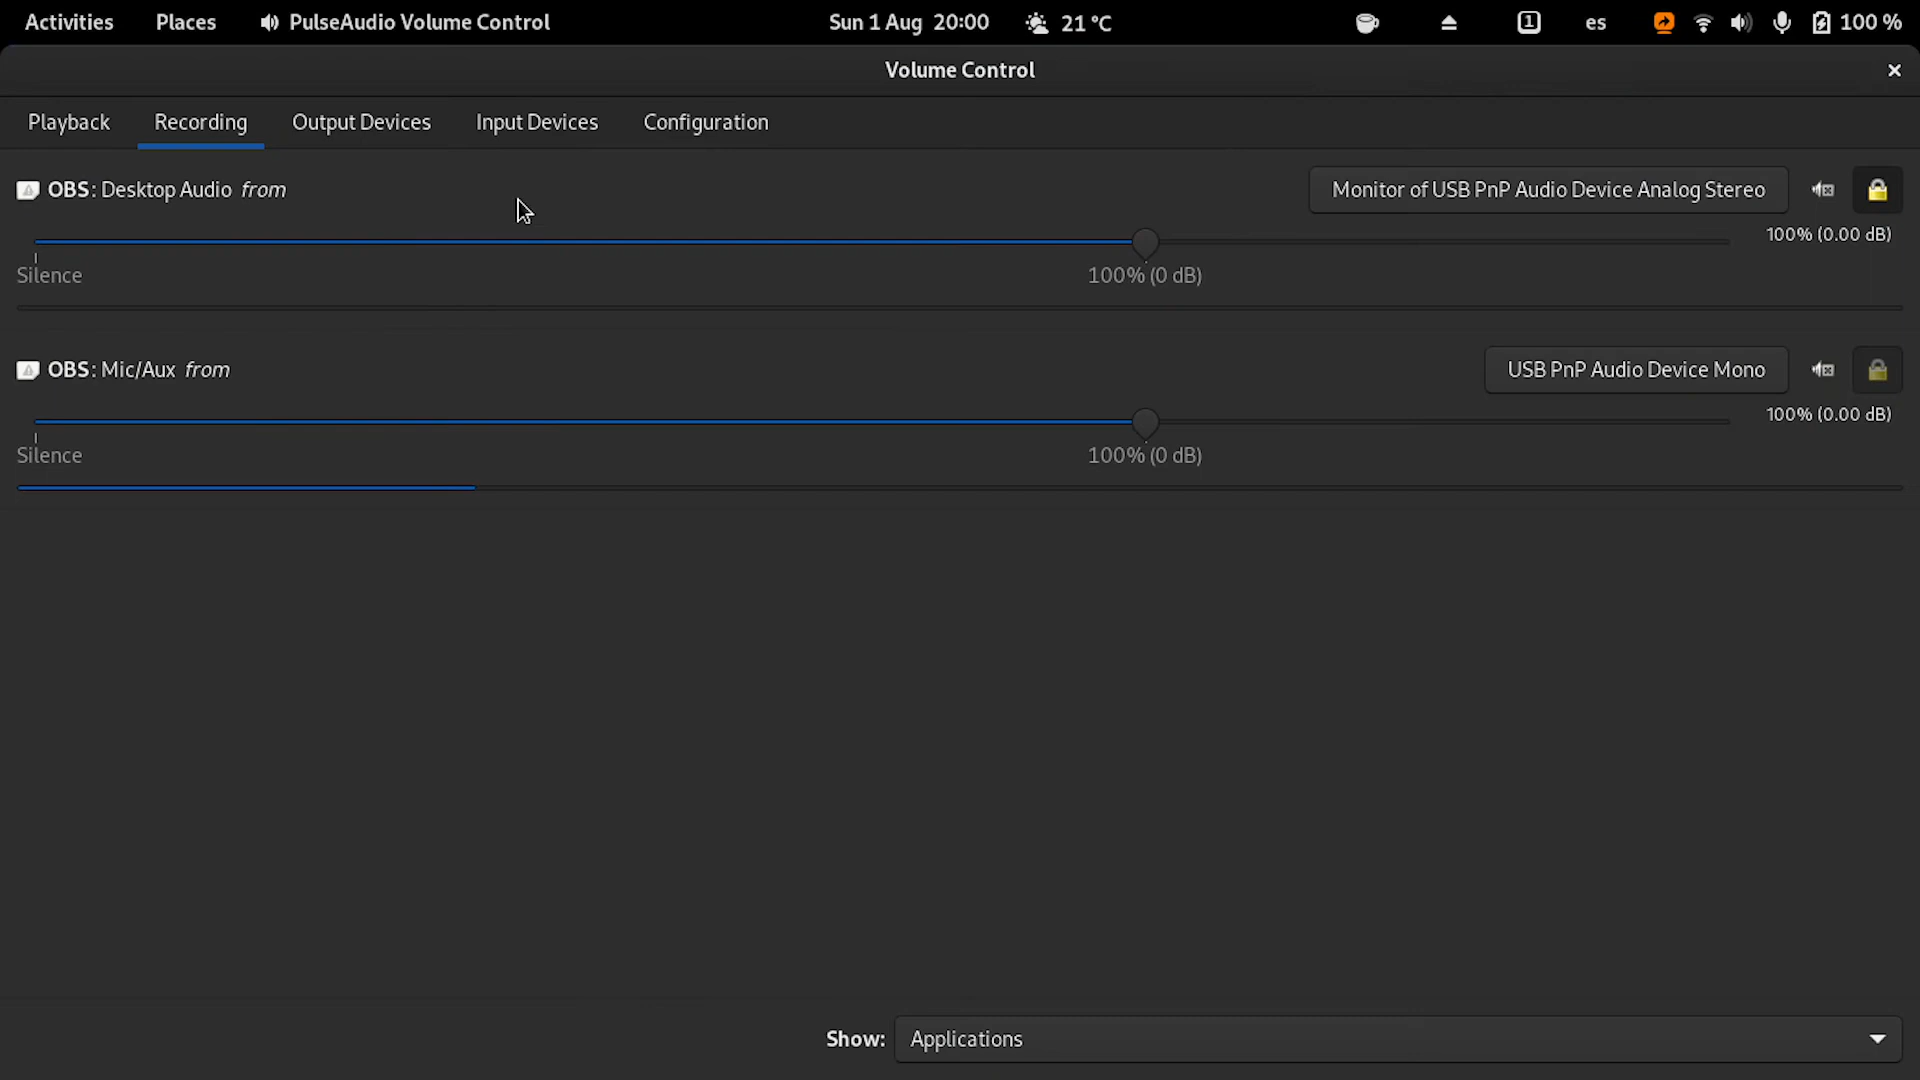 Activities Places PulseAudio Volume Control Sun 1 Aug 20:00 21 °C 1 es 100 %
Volume Control
Playback Recording Output Devices Input Devices Configuration
OBS: Desktop Audio from Monitor of USB PnP Audio Device Analog Stereo
100% (0.00 dB)
Silence 100% (0 dB)
OBS: Mic/Aux from USB PnP Audio Device Mono
100% (0.00 dB)
Silence 100% (0 dB)
Show: Applications